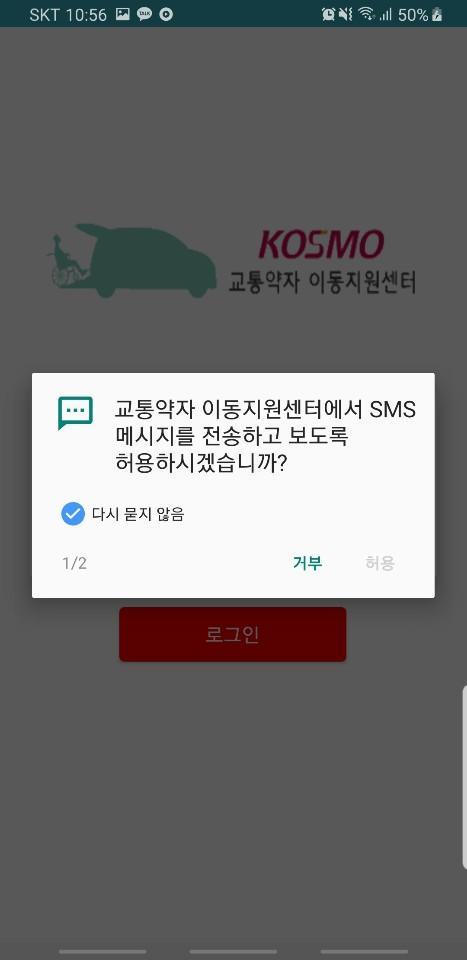 SKT 10:56
50%
KOSMO
교통약자 이동지원센터
교통약자 이동지원센터에서 SMS
메시지를 전송하고 보도록
허용하시겠습니까?
다시 묻지 않음
1/2 거부 허용
로그인